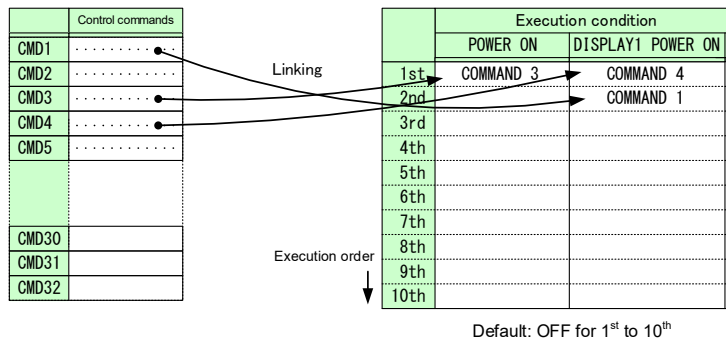 Control commands
CMD1 · · · · · · · · · · ·
CMD2 · · · · · · · · · · ·
CMD3 · · · · · · · · · · ·
CMD4 · · · · · · · · · · ·
CMD5 · · · · · · · · · · ·
CMD30
CMD31
CMD32
Linking
Execution order
Execution condition
POWER ON DISPLAY1 POWER ON
1st COMMAND 3 COMMAND 4
2nd COMMAND 1
3rd
4th
5th
6th
7th
8th
9th
10th
Default: OFF for 1st to 10th